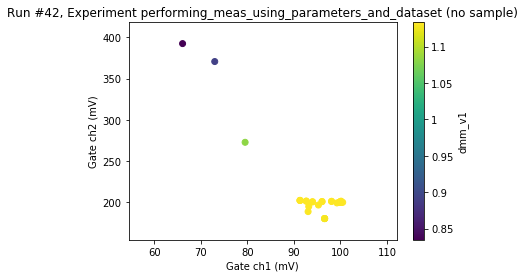 Run #42, Experiment performing_meas_using_parameters_and_dataset (no sample)
400
350
300
250
200
Gate ch2 (mV)
60 70 80 90 100 110
Gate ch1 (mV)
1.1
1.05
1
0.95
0.9
0.85
dmm_v1